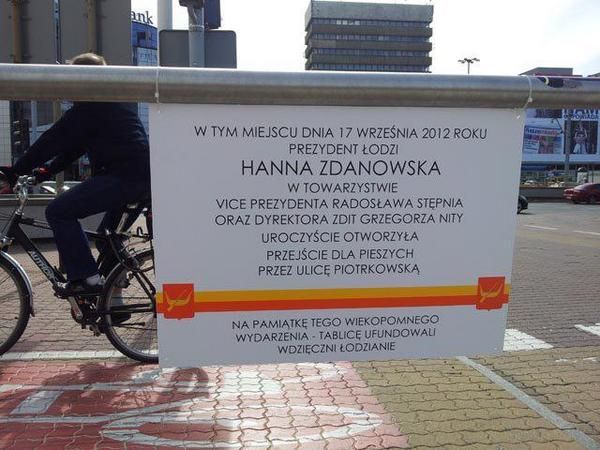 ank
W TYM MIEJSCU DNIA 17 WRZEŚNIA 2012 ROKU
PREZYDENT ŁODZI
HANNA ZDANOWSKA
W TOWARZYSTWIE
VICE PREZYDENTA RADOSŁAWA STĘPNIA
ORAZ DYREKTORA ZDIT GRZEGORZA NITY
UROCZYŚCIE OTWORZYŁA
PRZEJŚCIE DLA PIESZYCH
PRZEZ ULICĘ PIOTRKOWSKĄ
NA PAMIĄTKĘ TEGO WIEKOPOMNEGO
WYDARZENIA - TABLICĘ UFUNDOWALI
WDZIĘCZNI ŁODZIANIE